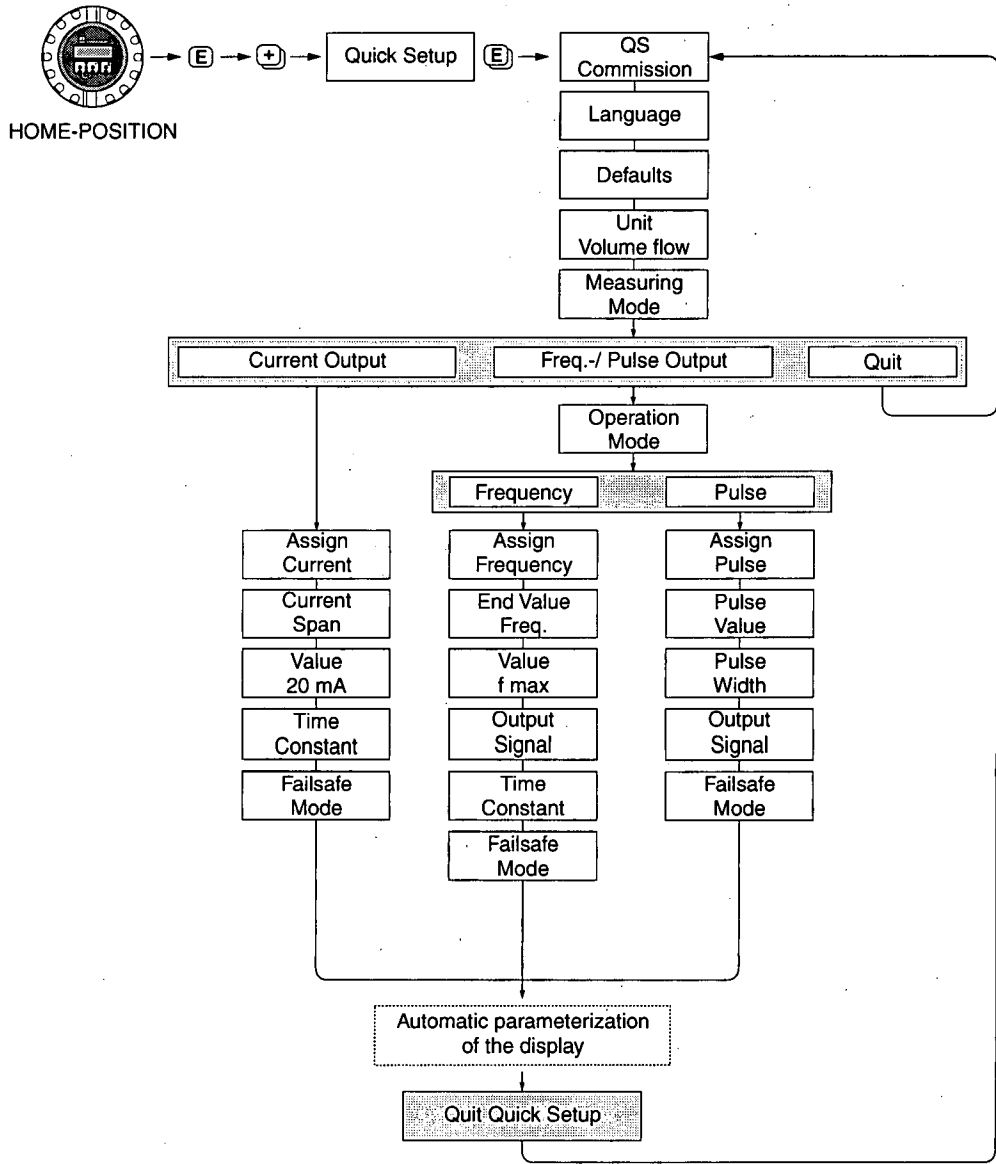 E
+
Quick Setup
E
QS
Commission
HOME-POSITION
Language
Defaults
Unit
Volume flow
Measuring
Mode
Current Output
Freq.-/ Pulse Output
Quit
Operation
Mode
Frequency
Pulse
Assign
Current
Assign
Frequency
Assign
Pulse
Current
Span
End Value
Freq.
Pulse
Value
Value
20 mA
Value
f max
Pulse
Width
Time
Constant
Output
Signal
Output
Signal
Failsafe
Mode
Time
Constant
Failsafe
Mode
Failsafe
Mode
Automatic parameterization
of the display
Quit Quick Setup